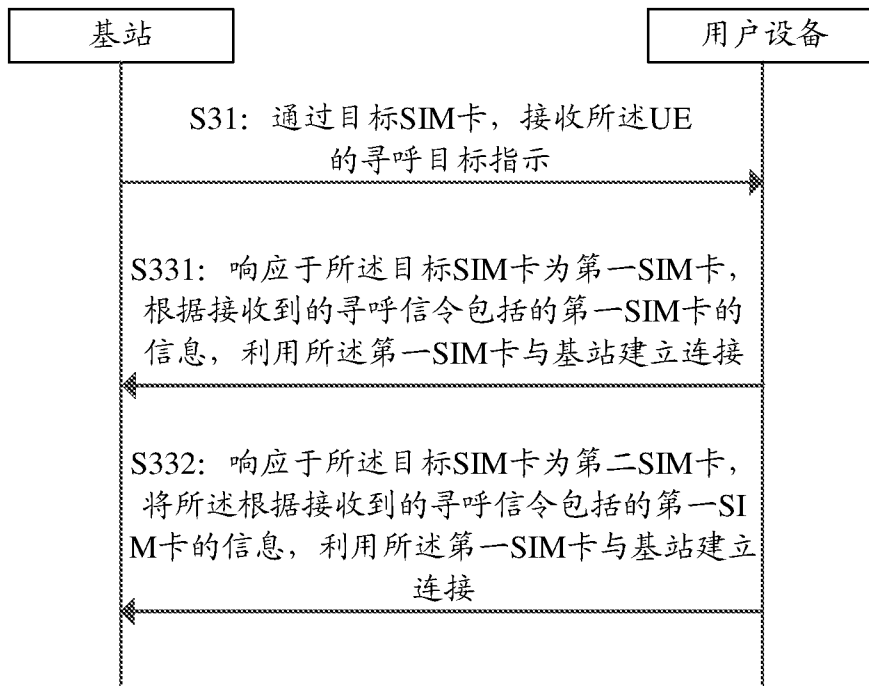 基站
用户设备
S31：通过目标SIM卡，接收所述UE
的寻呼目标指示
S331：响应于所述目标SIM卡为第一SIM卡，
根据接收到的寻呼信令包括的第一SIM卡的
信息，利用所述第一SIM卡与基站建立连接
S332：响应于所述目标SIM卡为第二SIM卡，
将所述根据接收到的寻呼信令包括的第一SI
M卡的信息，利用所述第一SIM卡与基站建立
连接